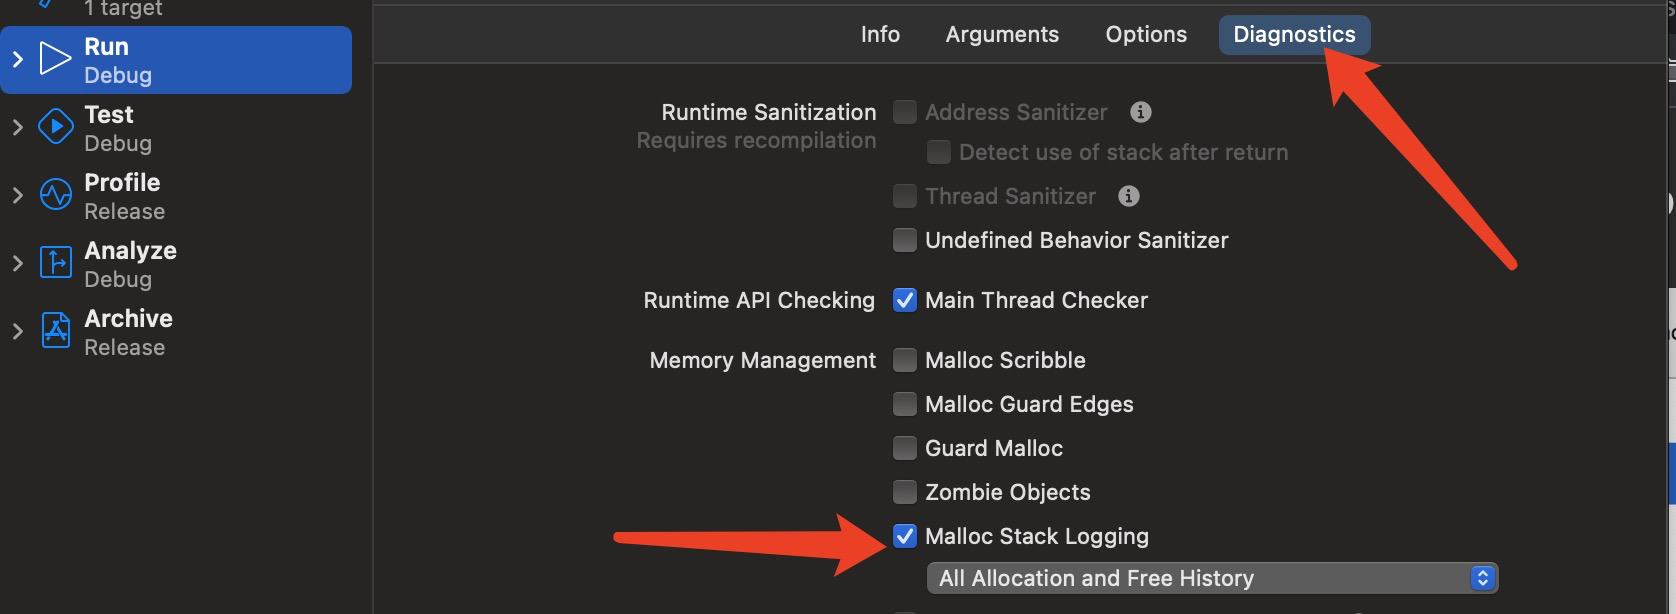 1 target
Run
Debug
Test
Debug
Profile
Release
Analyze
Debug
Archive
Release
Info Arguments Options Diagnostics
Runtime Sanitization Address Sanitizer
Requires recompilation
Detect use of stack after return
Thread Sanitizer
Undefined Behavior Sanitizer
Runtime API Checking Main Thread Checker
Memory Management Malloc Scribble
Malloc Guard Edges
Guard Malloc
Zombie Objects
Malloc Stack Logging
All Allocation and Free History